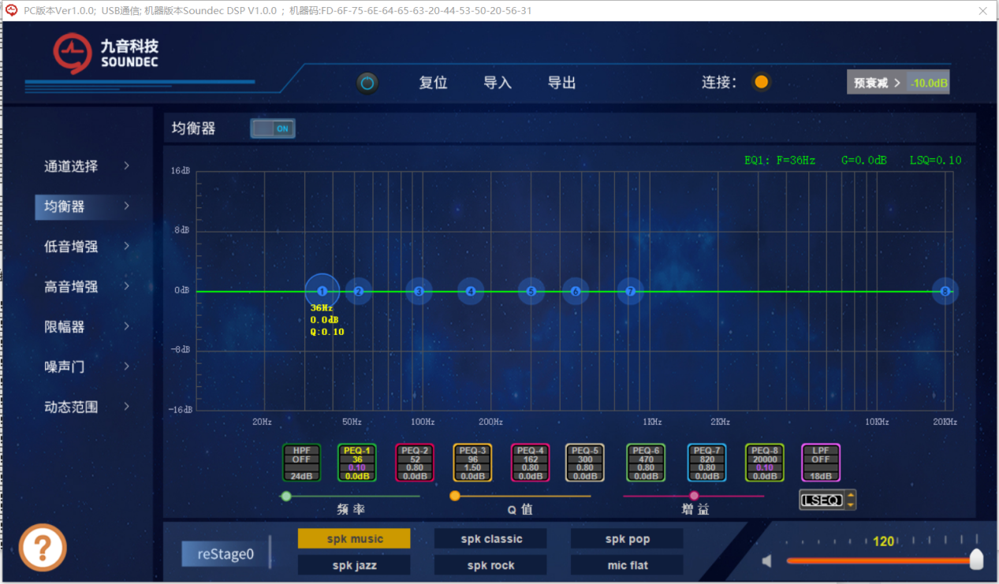 PC版本Ver1.0.0; USB通信; 机器版本Soundec DSP V1.0.0 ; 机器码:FD-6F-75-6E-64-65-63-20-44-53-50-20-56-31
九音科技
SOUNDEC
复位 导入 导出 连接: 预衰减 > -10.0dB
均衡器 ON
通道选择 >
均衡器 >
低音增强 >
高音增强 >
限幅器 >
噪声门 >
动态范围 >
EQ1: F=36Hz G=0.0dB LSQ=0.10
16dB
8dB
0dB
-8dB
-16dB
1 2 3 4 5 6 7 8
36Hz
0.0dB
Q:0.10
20Hz 50Hz 100Hz 200Hz 1KHz 2KHz 10KHz 20KHz
HPF PEQ-1 PEQ-2 PEQ-3 PEQ-4 PEQ-5 PEQ-6 PEQ-7 PEQ-8 LPF
OFF 36 52 96 162 300 470 820 20000 OFF
0.10 0.80 1.50 0.80 0.80 0.80 0.80 0.10
24dB 0.0dB 0.0dB 0.0dB 0.0dB 0.0dB 0.0dB 0.0dB 0.0dB 18dB
频率 Q值 增益 LSEQ
?
reStage0
spk music spk classic spk pop
spk jazz spk rock mic flat
120